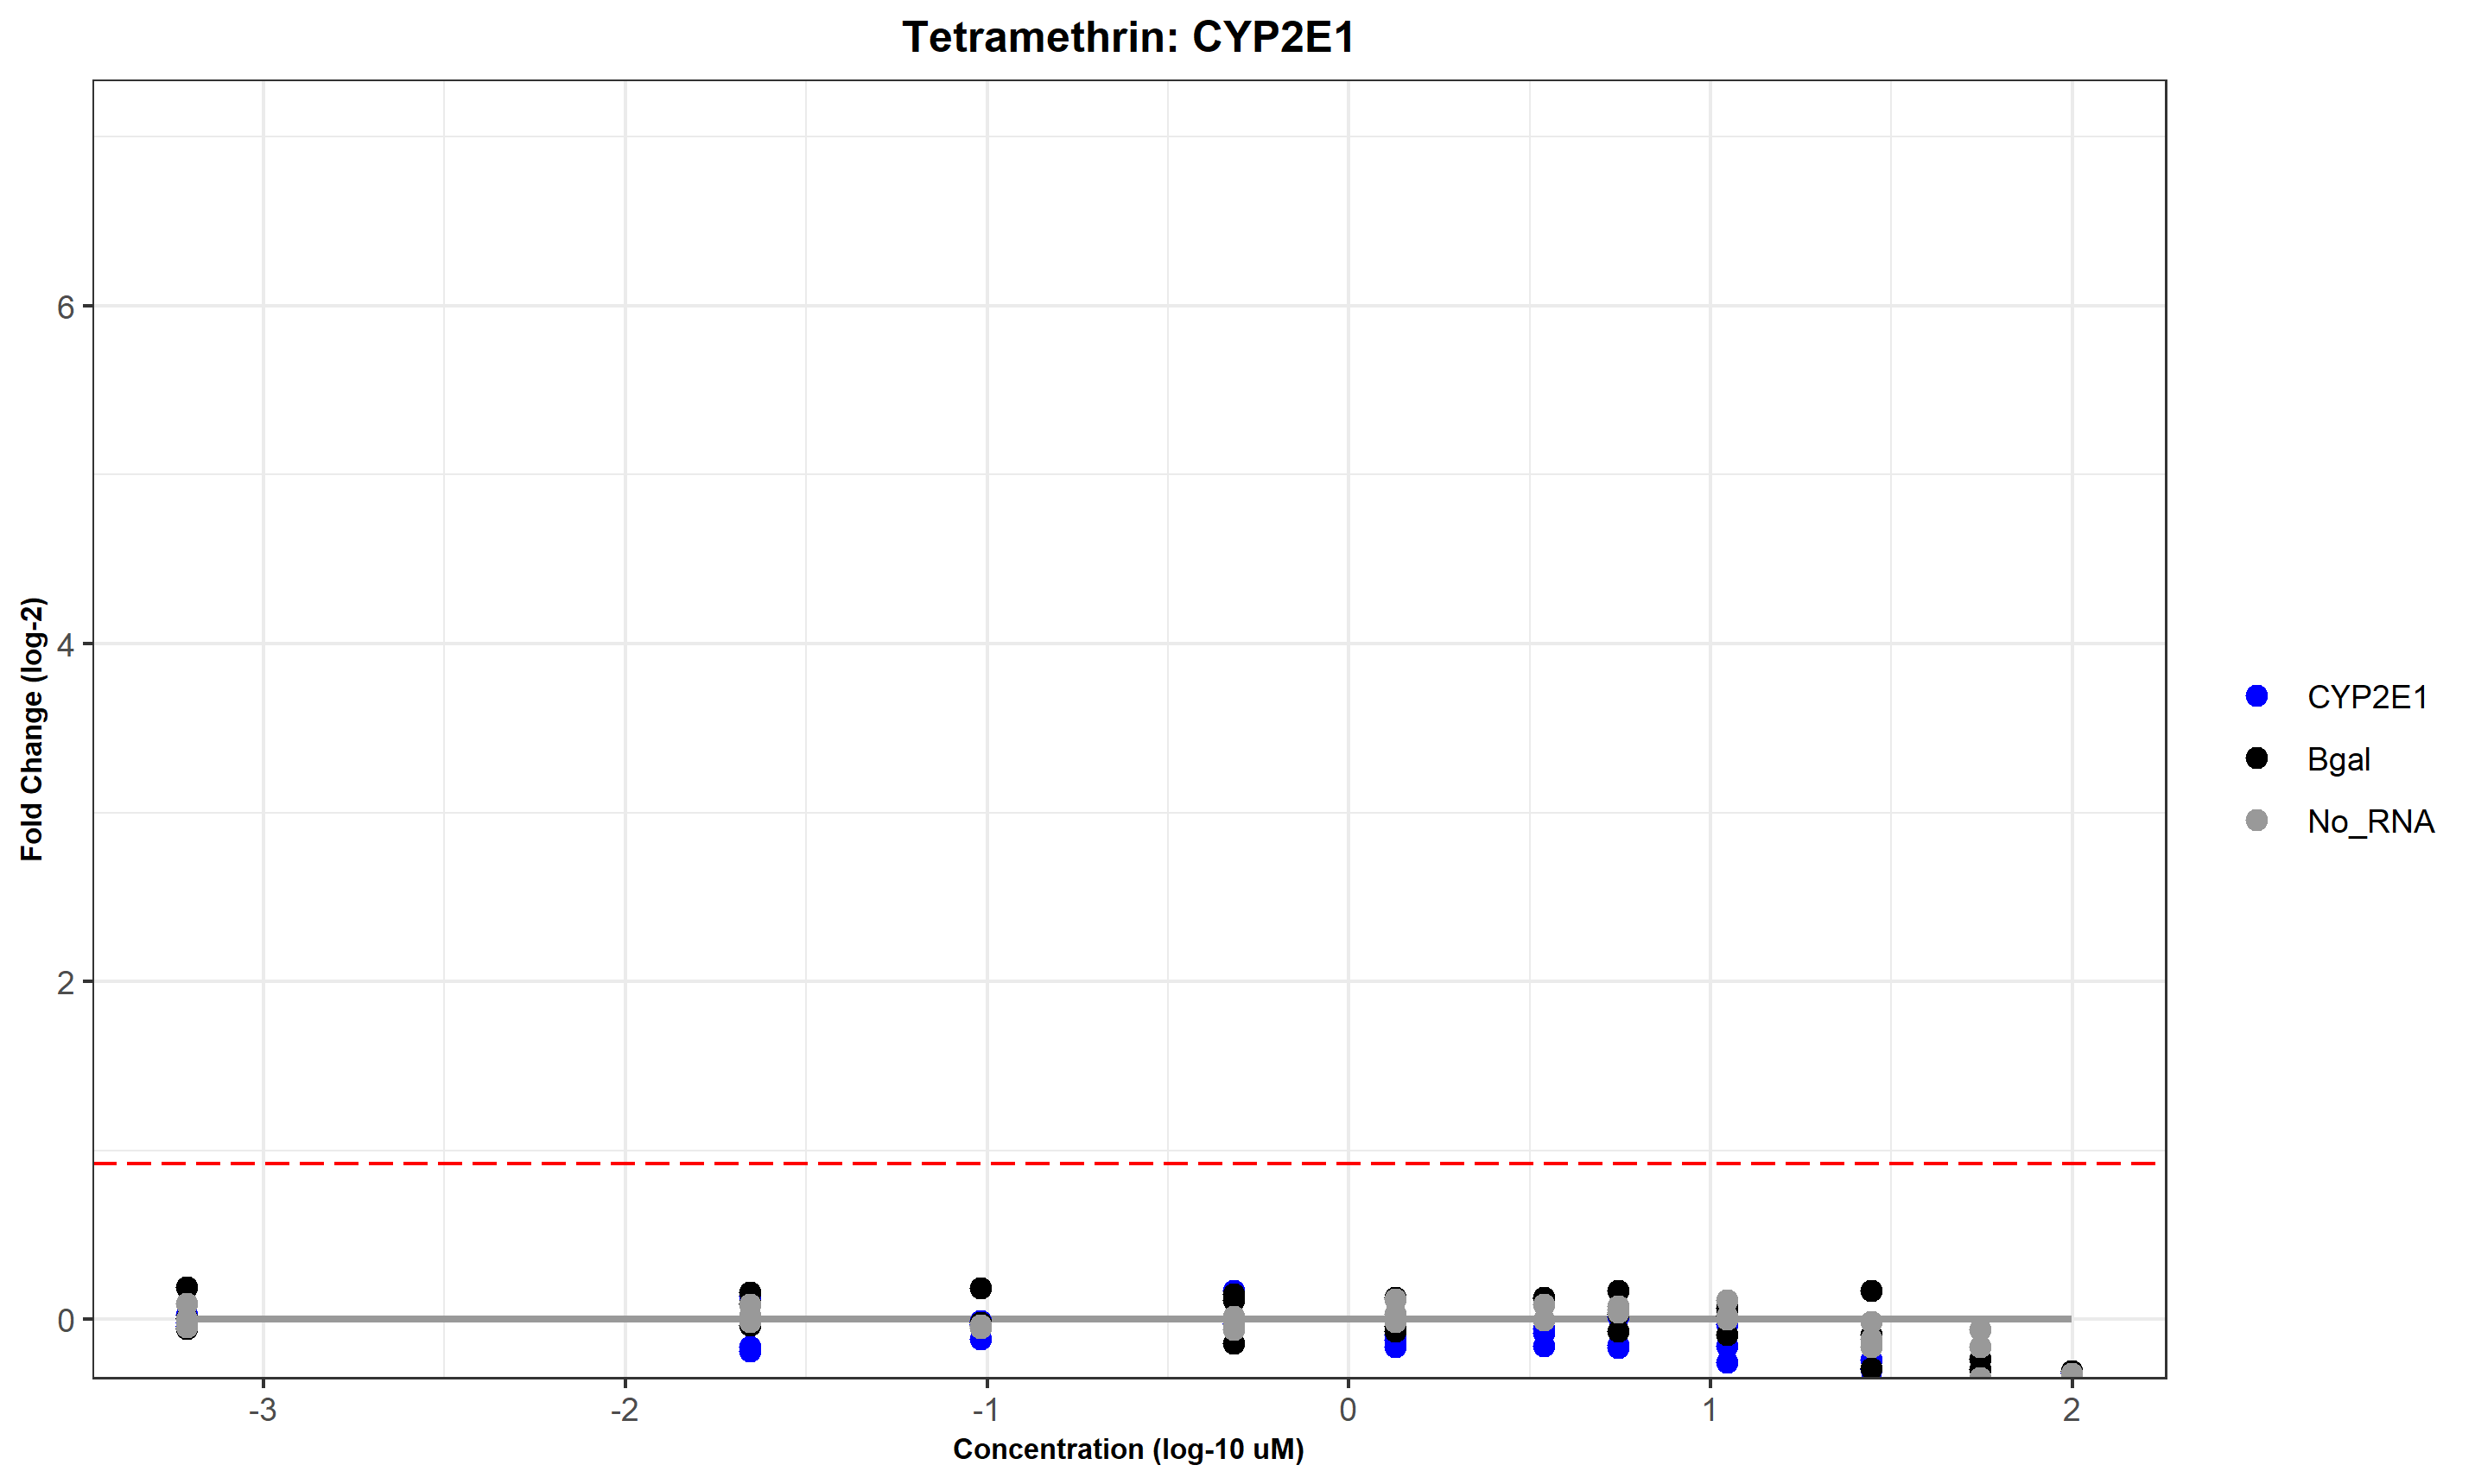 Tetramethrin: CYP2E1
Fold Change (log-2)
6
4
2
0
-3
-2
-1
0
1
2
Concentration (log-10 uM)
CYP2E1
Bgal
No_RNA